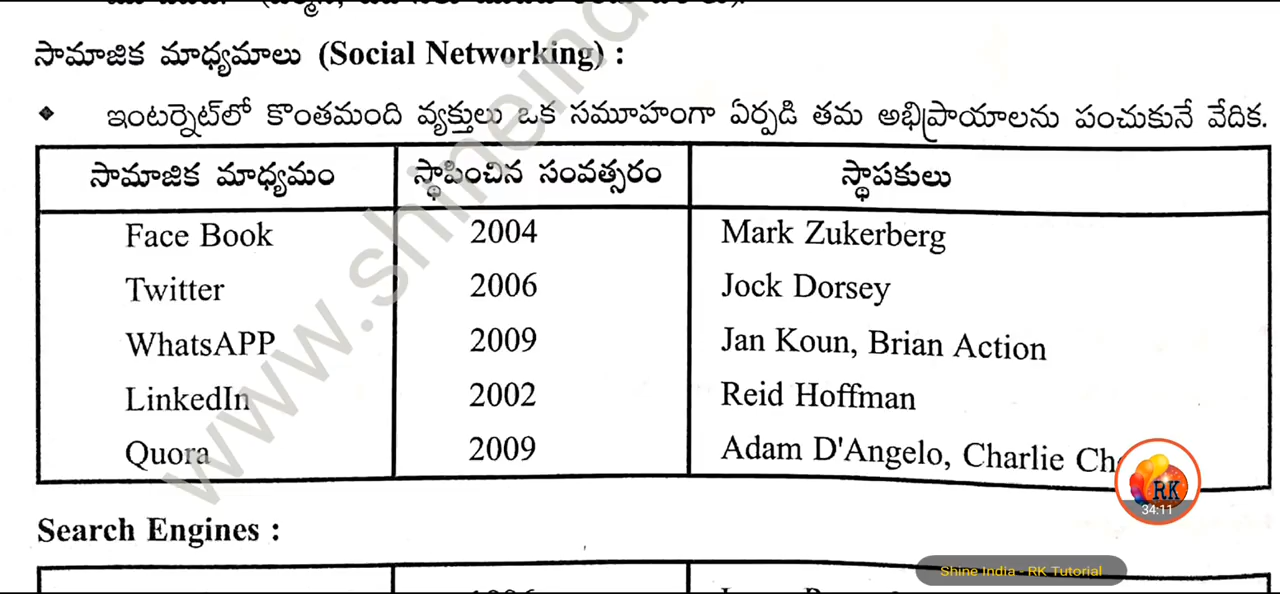 సామాజిక మాధ్యమాలు (Social Networking) :
❖ ఇంటర్నెట్‌లో కొంతమంది వ్యక్తులు ఒక సమూహంగా ఏర్పడి తమ అభిప్రాయాలను పంచుకునే వేదిక.
సామాజిక మాధ్యమం స్థాపించిన సంవత్సరం స్థాపకులు
Face Book 2004 Mark Zukerberg
Twitter 2006 Jock Dorsey
WhatsAPP 2009 Jan Koun, Brian Action
LinkedIn 2002 Reid Hoffman
Quora 2009 Adam D'Angelo, Charlie
RK
34:11
Search Engines :
Shine India - RK Tutorial
www.shineind